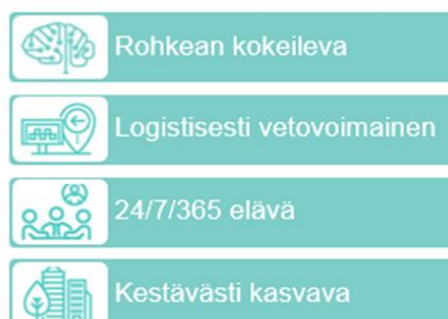 Rohkean kokeileva
Logistisesti vetovoimainen
24/7/365 elävä
Kestävästi kasvava